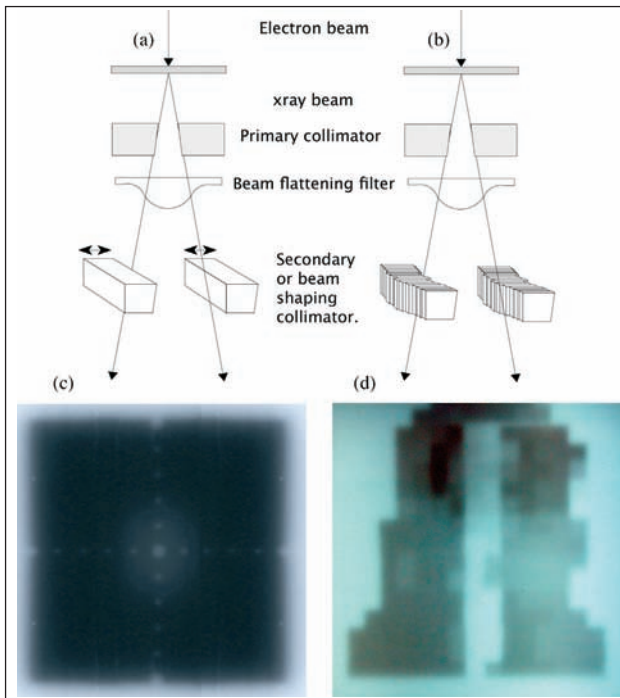 (a)
Electron beam
(b)
xray beam
Primary collimator
Beam flattening filter
Secondary
or beam
shaping
collimator.
(c)
(d)